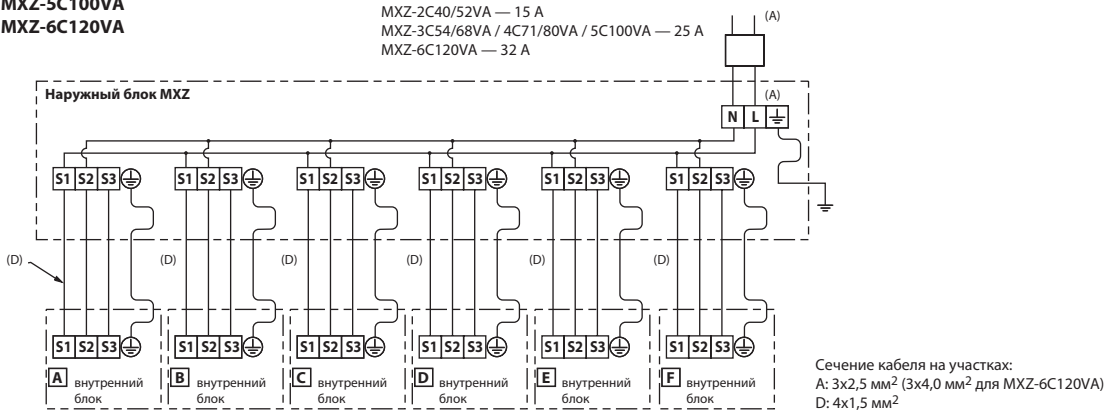 MXZ-5C100VA
MXZ-6C120VA
MXZ-2C40/52VA — 15 A
MXZ-3C54/68VA / 4C71/80VA / 5C100VA — 25 A
MXZ-6C120VA — 32 A
(A)
Наружный блок MXZ
(A)
N L
S1 S2 S3 S1 S2 S3 S1 S2 S3 S1 S2 S3 S1 S2 S3 S1 S2 S3
(D) (D) (D) (D) (D) (D)
S1 S2 S3 S1 S2 S3 S1 S2 S3 S1 S2 S3 S1 S2 S3 S1 S2 S3
A внутренний блок
B внутренний блок
C внутренний блок
D внутренний блок
E внутренний блок
F внутренний блок
Сечение кабеля на участках:
A: 3x2,5 мм2 (3x4,0 мм2 для MXZ-6C120VA)
D: 4x1,5 мм2